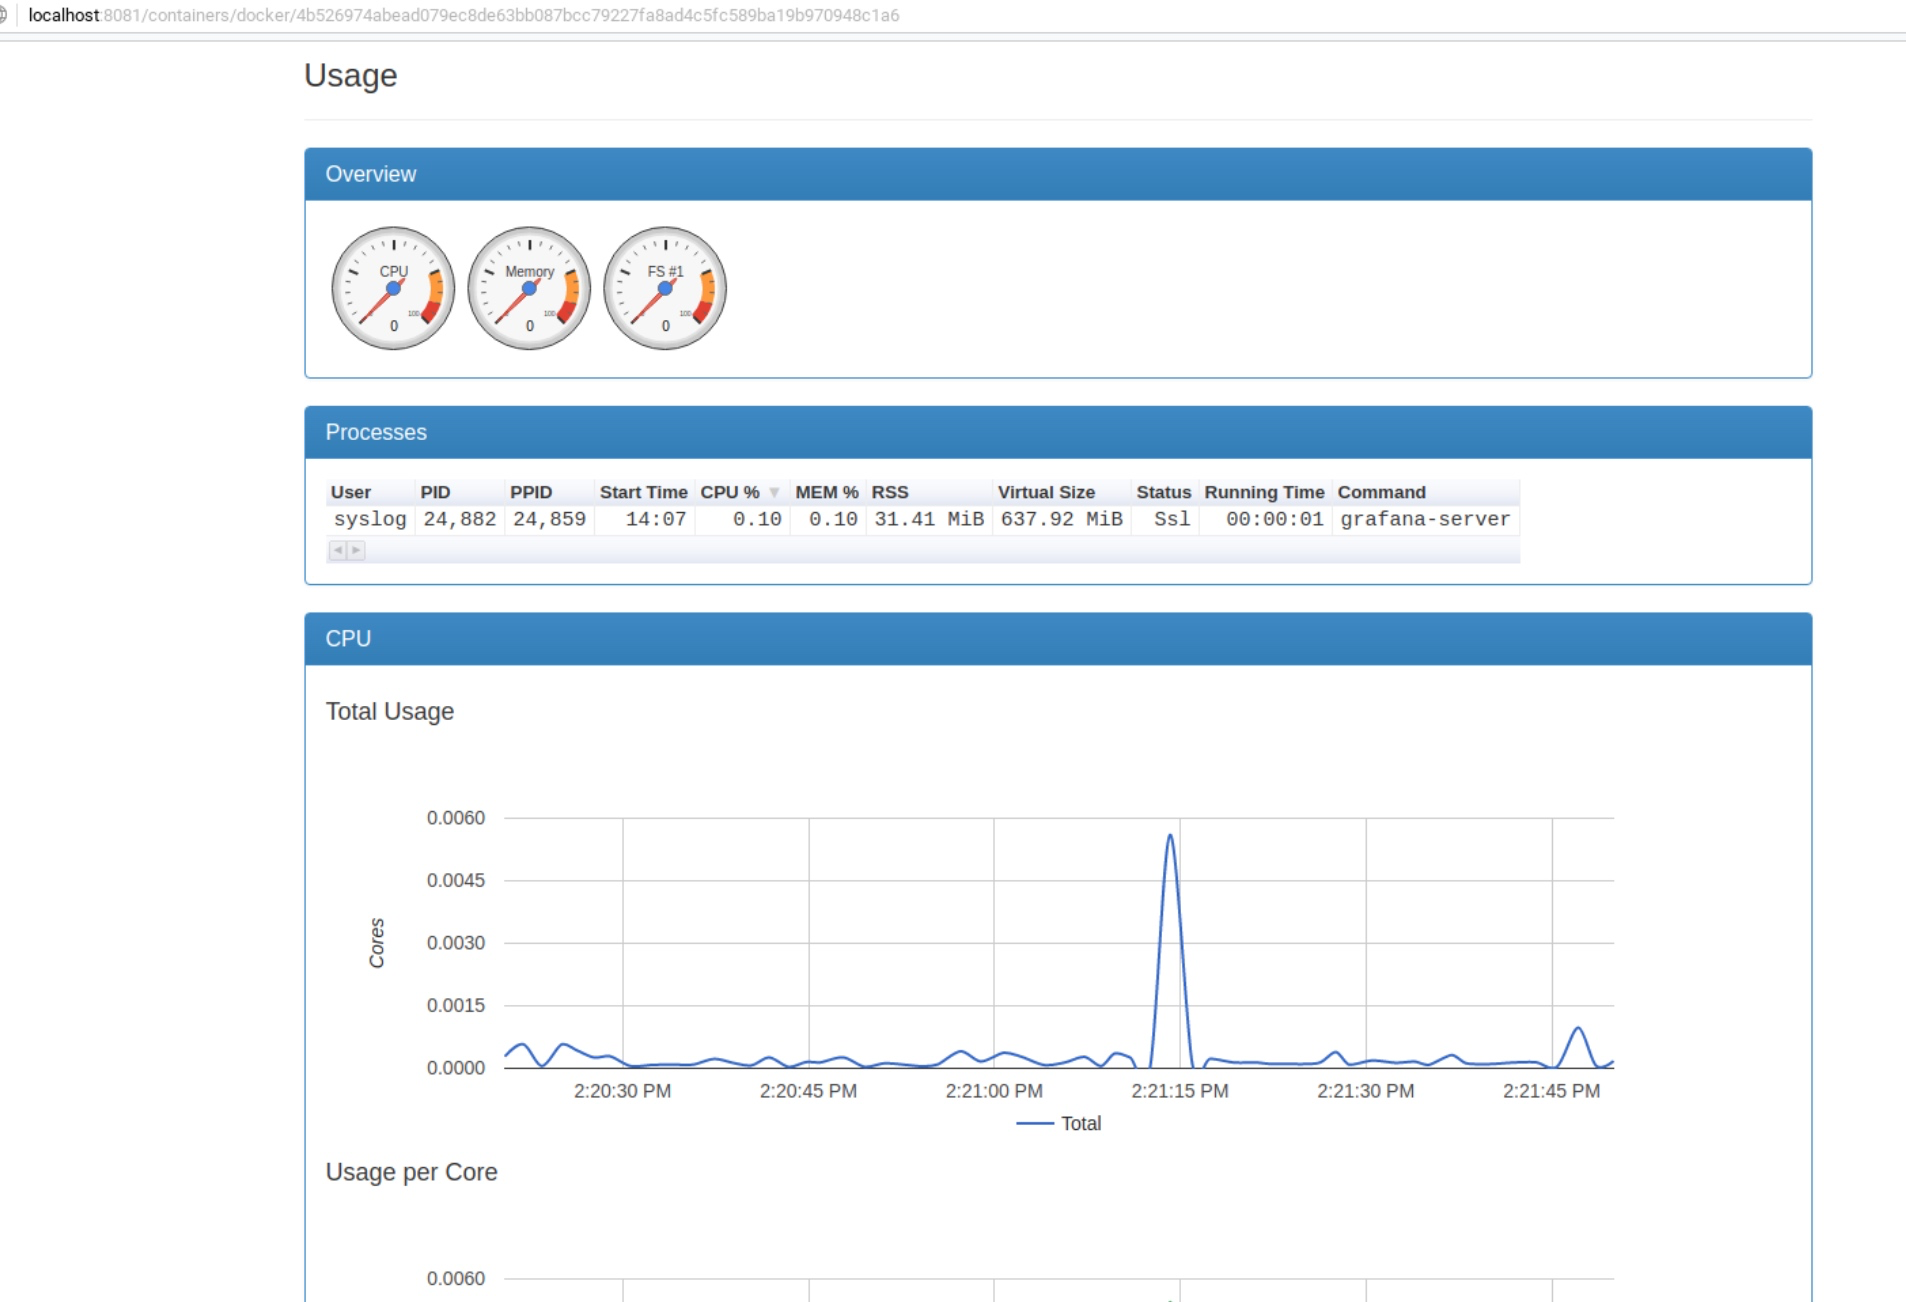 localhost:8081/containers/docker/4b526974abead079ec8de63bb087bcc79227fa8ad4c5fc589ba19b970948c1a6
Usage
Overview
CPU Memory FS #1
100 100 100
0 0 0
Processes
User PID PPID Start Time CPU % ▼ MEM % RSS Virtual Size Status Running Time Command
syslog 24,882 24,859 14:07 0.10 0.10 31.41 MiB 637.92 MiB Ssl 00:00:01 grafana-server
CPU
Total Usage
0.0060
0.0045
Cores
0.0030
0.0015
0.0000
2:20:30 PM 2:20:45 PM 2:21:00 PM 2:21:15 PM 2:21:30 PM 2:21:45 PM
Total
Usage per Core
0.0060